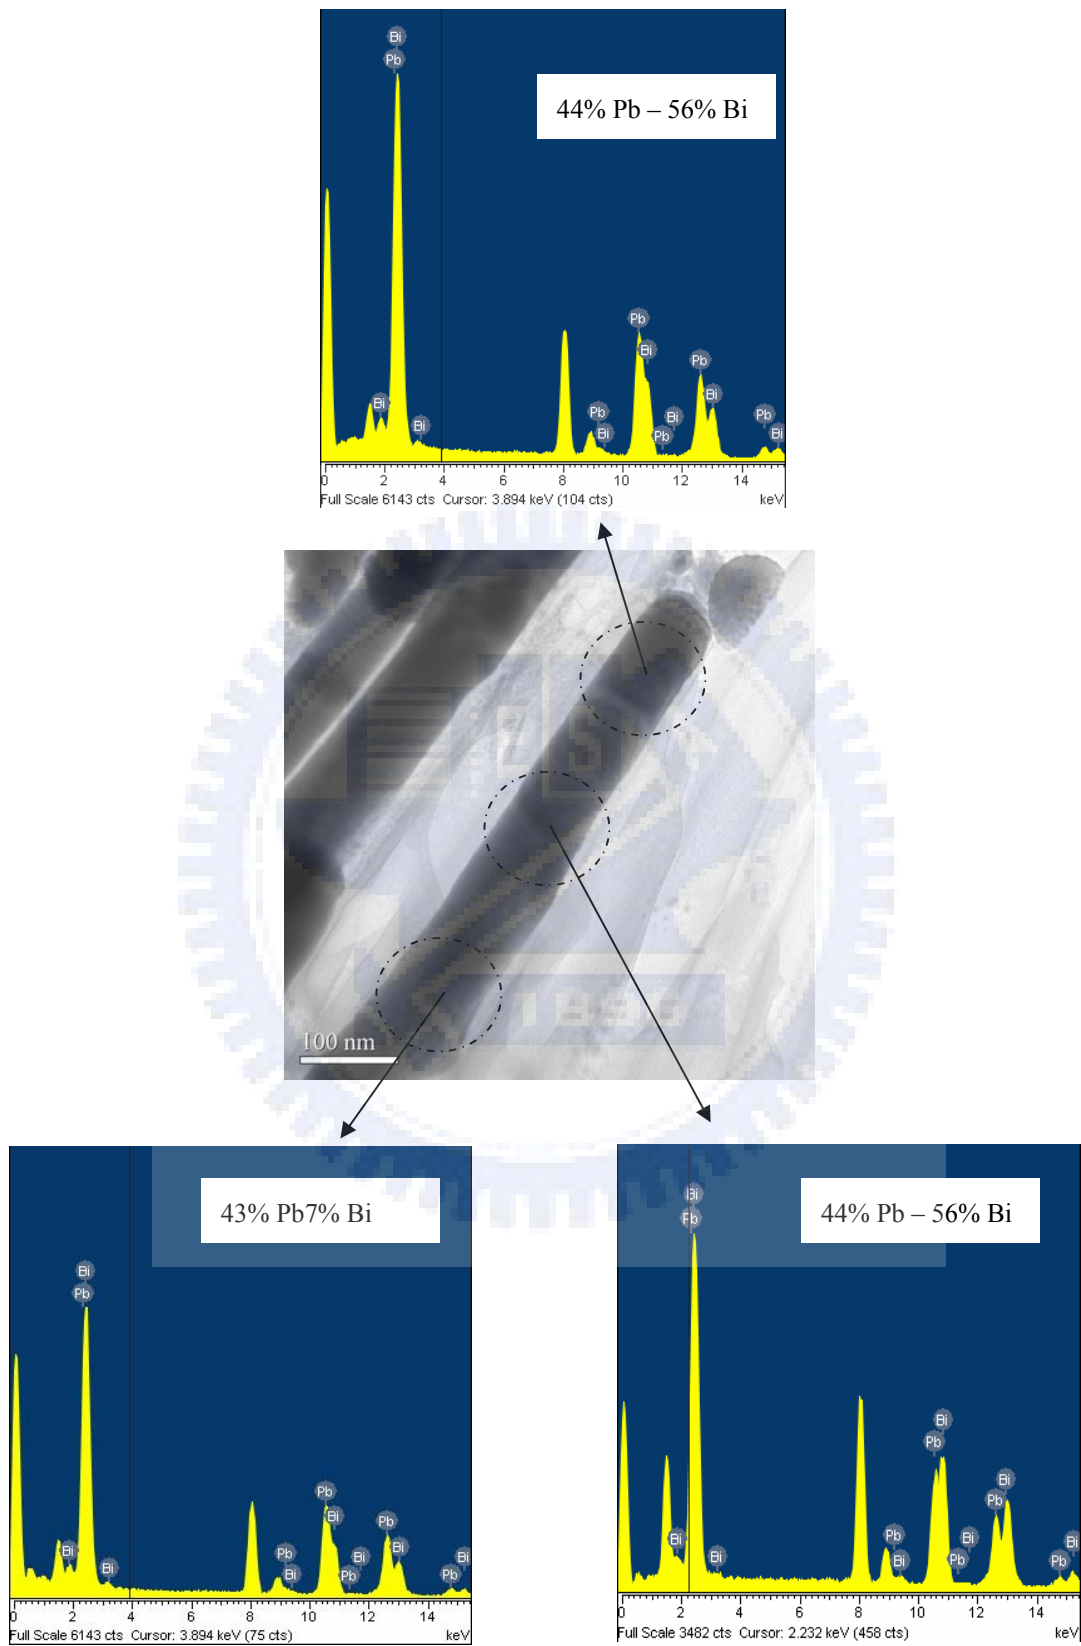 Bi
Pb
44% Pb – 56% Bi
Pb
Bi
Pb
Bi
Bi
Bi
Pb
Bi
Pb
Bi
Pb
Bi
0 2 4 6 8 10 12 14
Full Scale 6143 cts Cursor: 3.894 keV (104 cts) keV
ESA
1896
100 nm
43% Pb7% Bi
Bi
Pb
Pb
Bi
Pb
Bi
Bi
Bi
Pb
Bi
Bi
Pb
Bi
Pb
0 2 4 6 8 10 12 14
Full Scale 6143 cts Cursor: 3.894 keV (75 cts) keV
44% Pb – 56% Bi
Bi
Pb
Bi
Pb
Bi
Pb
Bi
Pb
Bi
Bi
Bi
Pb
Bi
Pb
0 2 4 6 8 10 12 14
Full Scale 3482 cts Cursor: 2.232 keV (458 cts) keV